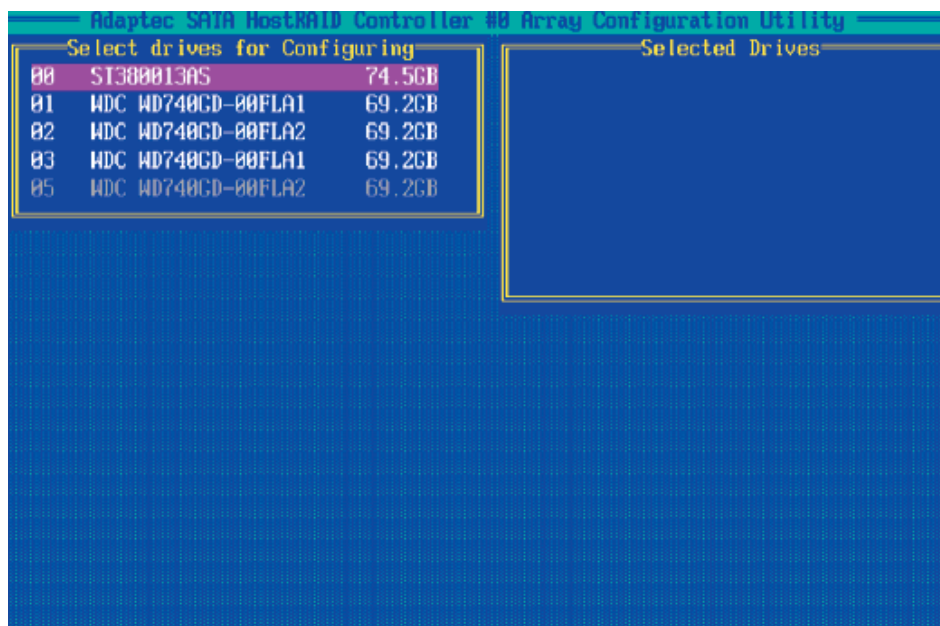 Adaptec SATA HostRAID Controller #0 Array Configuration Utility
Select drives for Configuring
00 ST380013AS 74.5GB
01 WDC WD740GD-00FLA1 69.2GB
02 WDC WD740GD-00FLA2 69.2GB
03 WDC WD740GD-00FLA1 69.2GB
05 WDC WD740GD-00FLA2 69.2GB
Selected Drives